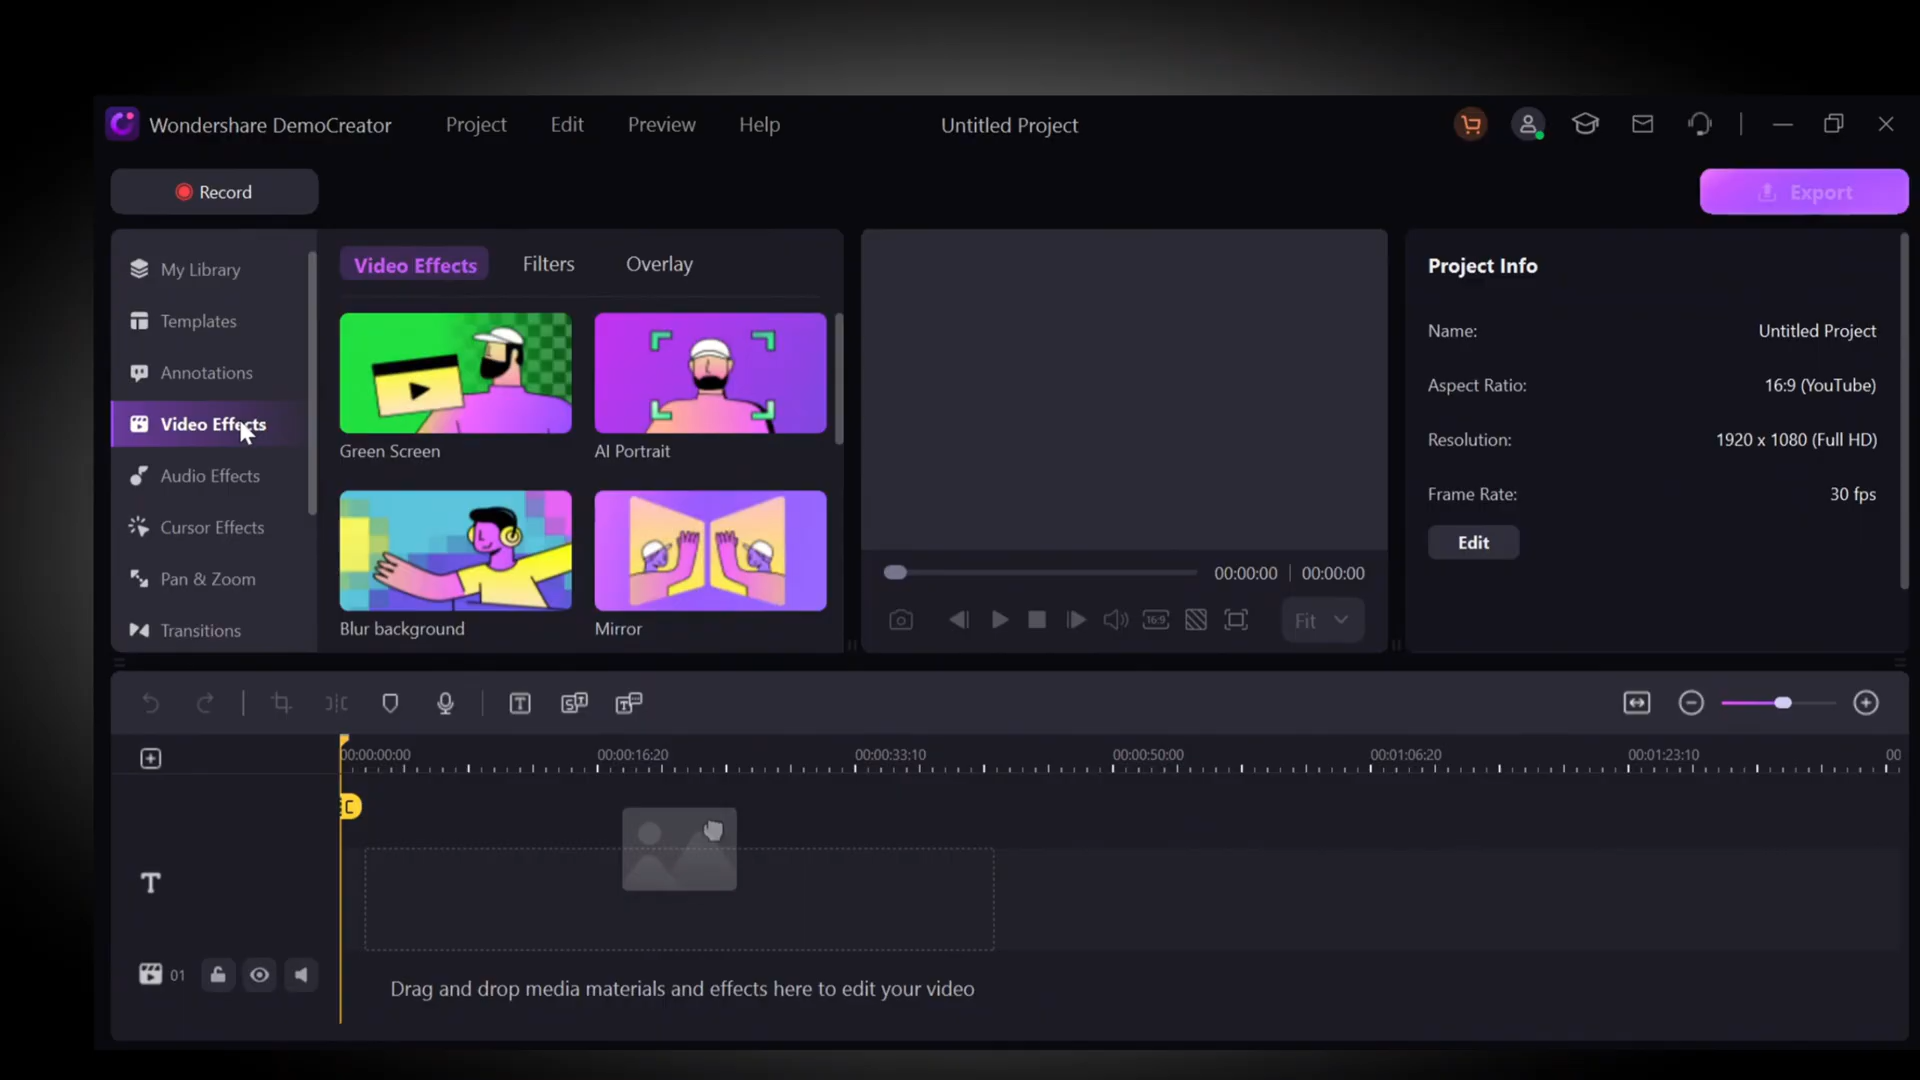 Wondershare DemoCreator Project Edit Preview Help Untitled Project
Record
Export
My Library
Templates
Annotations
Video Effects
Audio Effects
Cursor Effects
Pan & Zoom
Transitions
Video Effects Filters Overlay
Green Screen
AI Portrait
Blur background
Mirror
00:00:00 | 00:00:00
16:9
Fit
Project Info
Name: Untitled Project
Aspect Ratio: 16:9 (YouTube)
Resolution: 1920 x 1080 (Full HD)
Frame Rate: 30 fps
Edit
00:00:00:00 00:00:16:20 00:00:33:10 00:00:50:00 00:01:06:20 00:01:23:10 00
T
01
Drag and drop media materials and effects here to edit your video